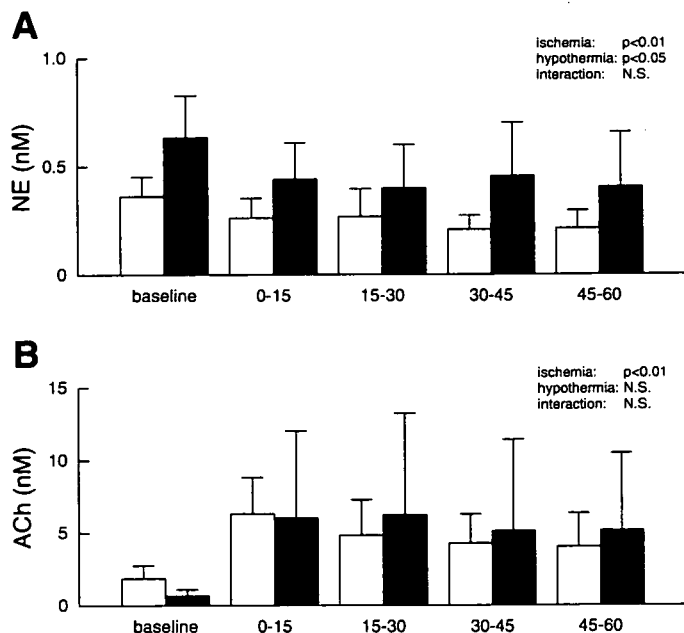 A
ischemia: p<0.01
hypothermia: p<0.05
interaction: N.S.
1.0
NE (nM)
0.5
0
baseline 0-15 15-30 30-45 45-60
B
ischemia: p<0.01
hypothermia: N.S.
interaction: N.S.
15
10
ACh (nM)
5
0
baseline 0-15 15-30 30-45 45-60